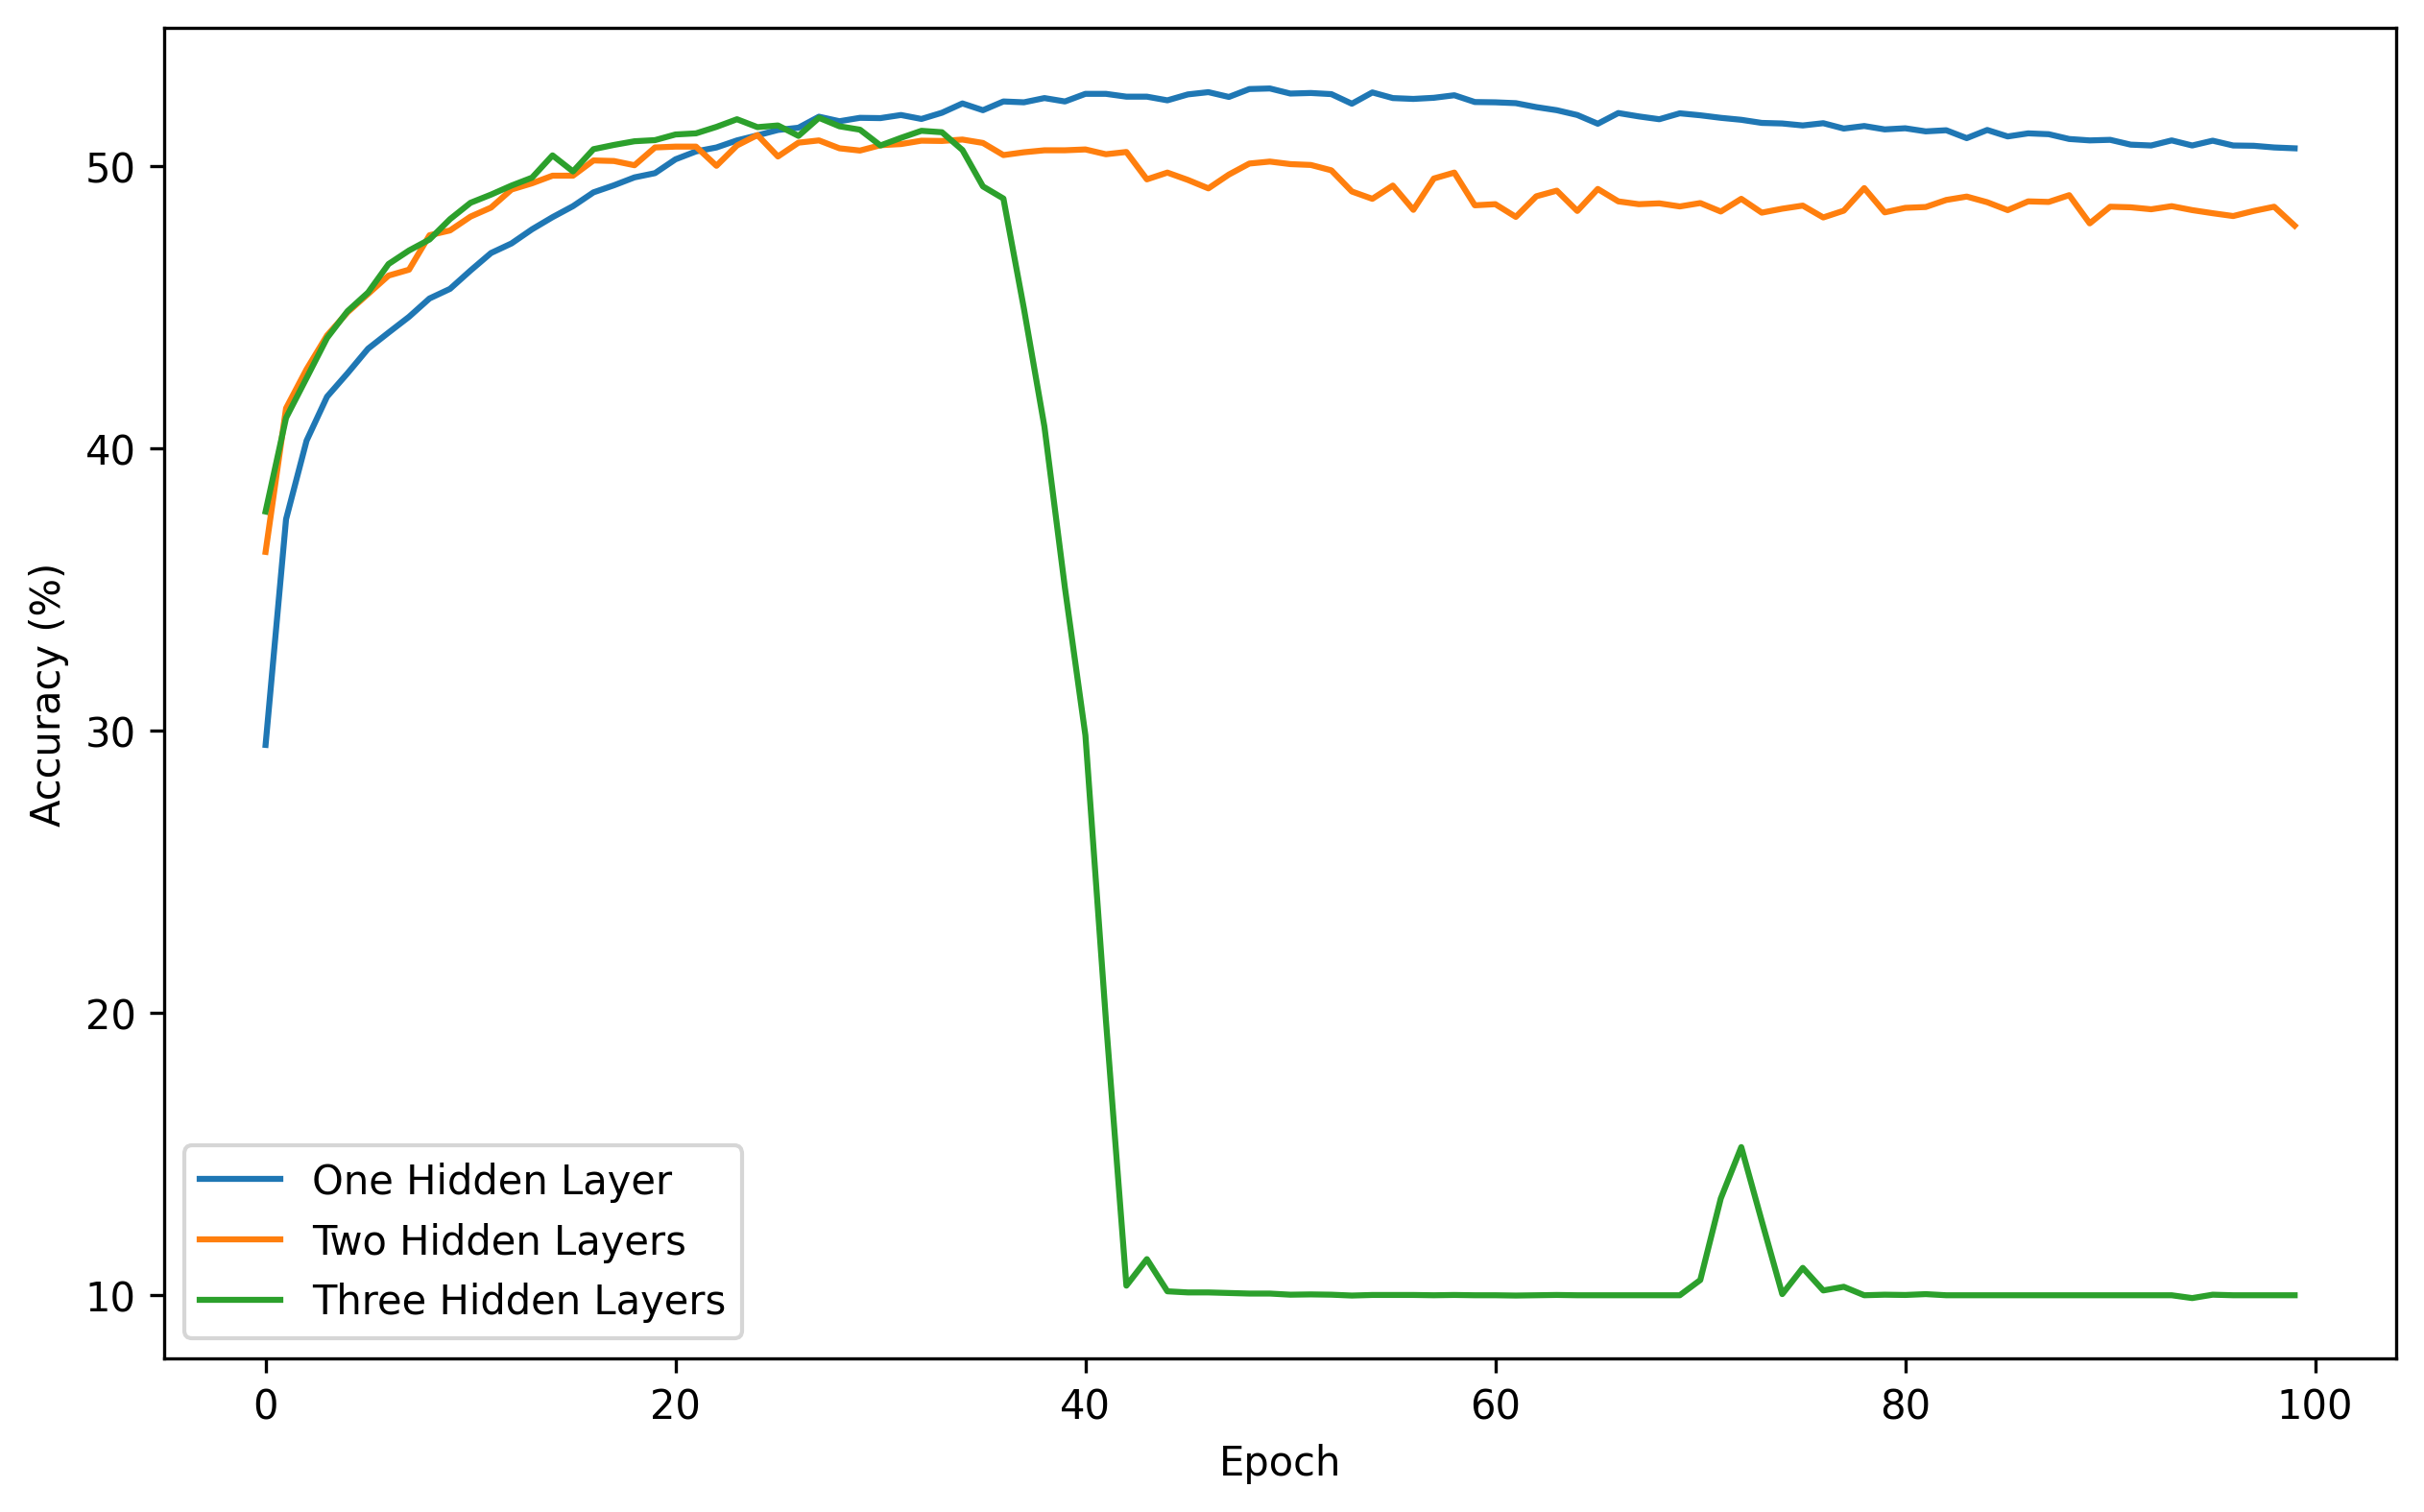 Accuracy (%)
50
40
30
20
10
One Hidden Layer
Two Hidden Layers
Three Hidden Layers
0 20 40 60 80 100
Epoch